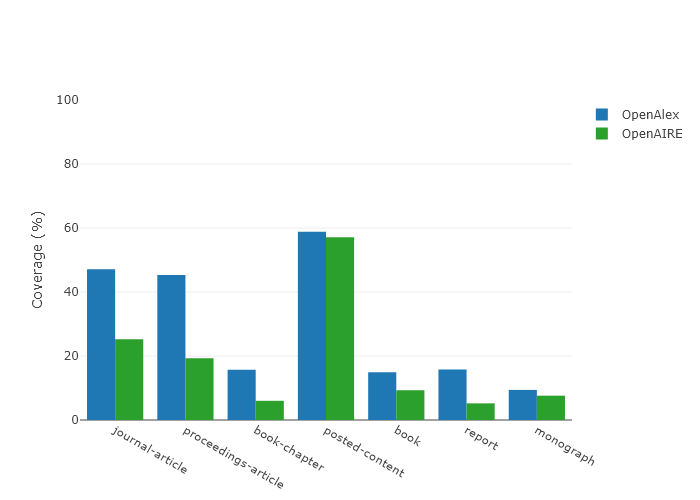 100
80
60
40
20
0
Coverage (%)
journal-article
proceedings-article
book-chapter
posted-content
book
report
monograph
OpenAlex
OpenAIRE